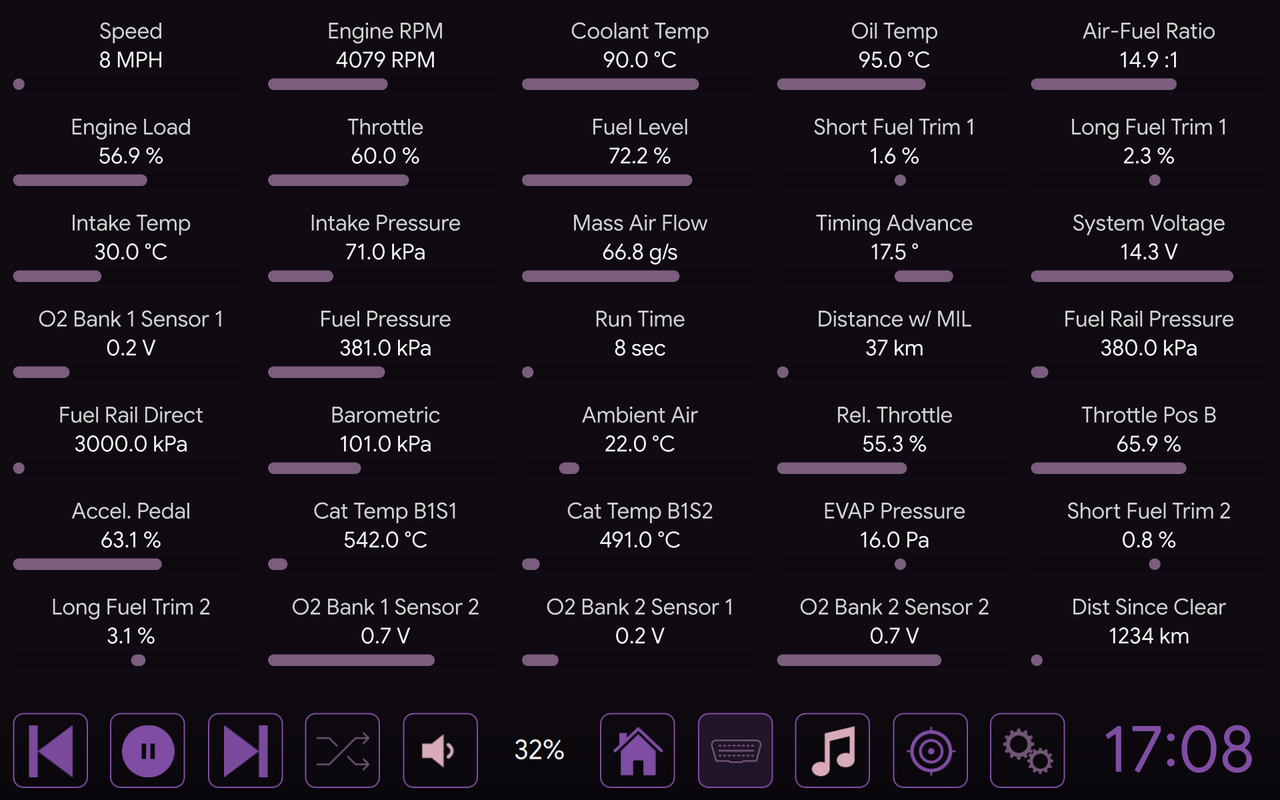 Speed
8 MPH
Engine RPM
4079 RPM
Coolant Temp
90.0 °C
Oil Temp
95.0 °C
Air-Fuel Ratio
14.9 :1
Engine Load
56.9 %
Throttle
60.0 %
Fuel Level
72.2 %
Short Fuel Trim 1
1.6 %
Long Fuel Trim 1
2.3 %
Intake Temp
30.0 °C
Intake Pressure
71.0 kPa
Mass Air Flow
66.8 g/s
Timing Advance
17.5 °
System Voltage
14.3 V
O2 Bank 1 Sensor 1
0.2 V
Fuel Pressure
381.0 kPa
Run Time
8 sec
Distance w/ MIL
37 km
Fuel Rail Pressure
380.0 kPa
Fuel Rail Direct
3000.0 kPa
Barometric
101.0 kPa
Ambient Air
22.0 °C
Rel. Throttle
55.3 %
Throttle Pos B
65.9 %
Accel. Pedal
63.1 %
Cat Temp B1S1
542.0 °C
Cat Temp B1S2
491.0 °C
EVAP Pressure
16.0 Pa
Short Fuel Trim 2
0.8 %
Long Fuel Trim 2
3.1 %
O2 Bank 1 Sensor 2
0.7 V
O2 Bank 2 Sensor 1
0.2 V
O2 Bank 2 Sensor 2
0.7 V
Dist Since Clear
1234 km
32%
17:08